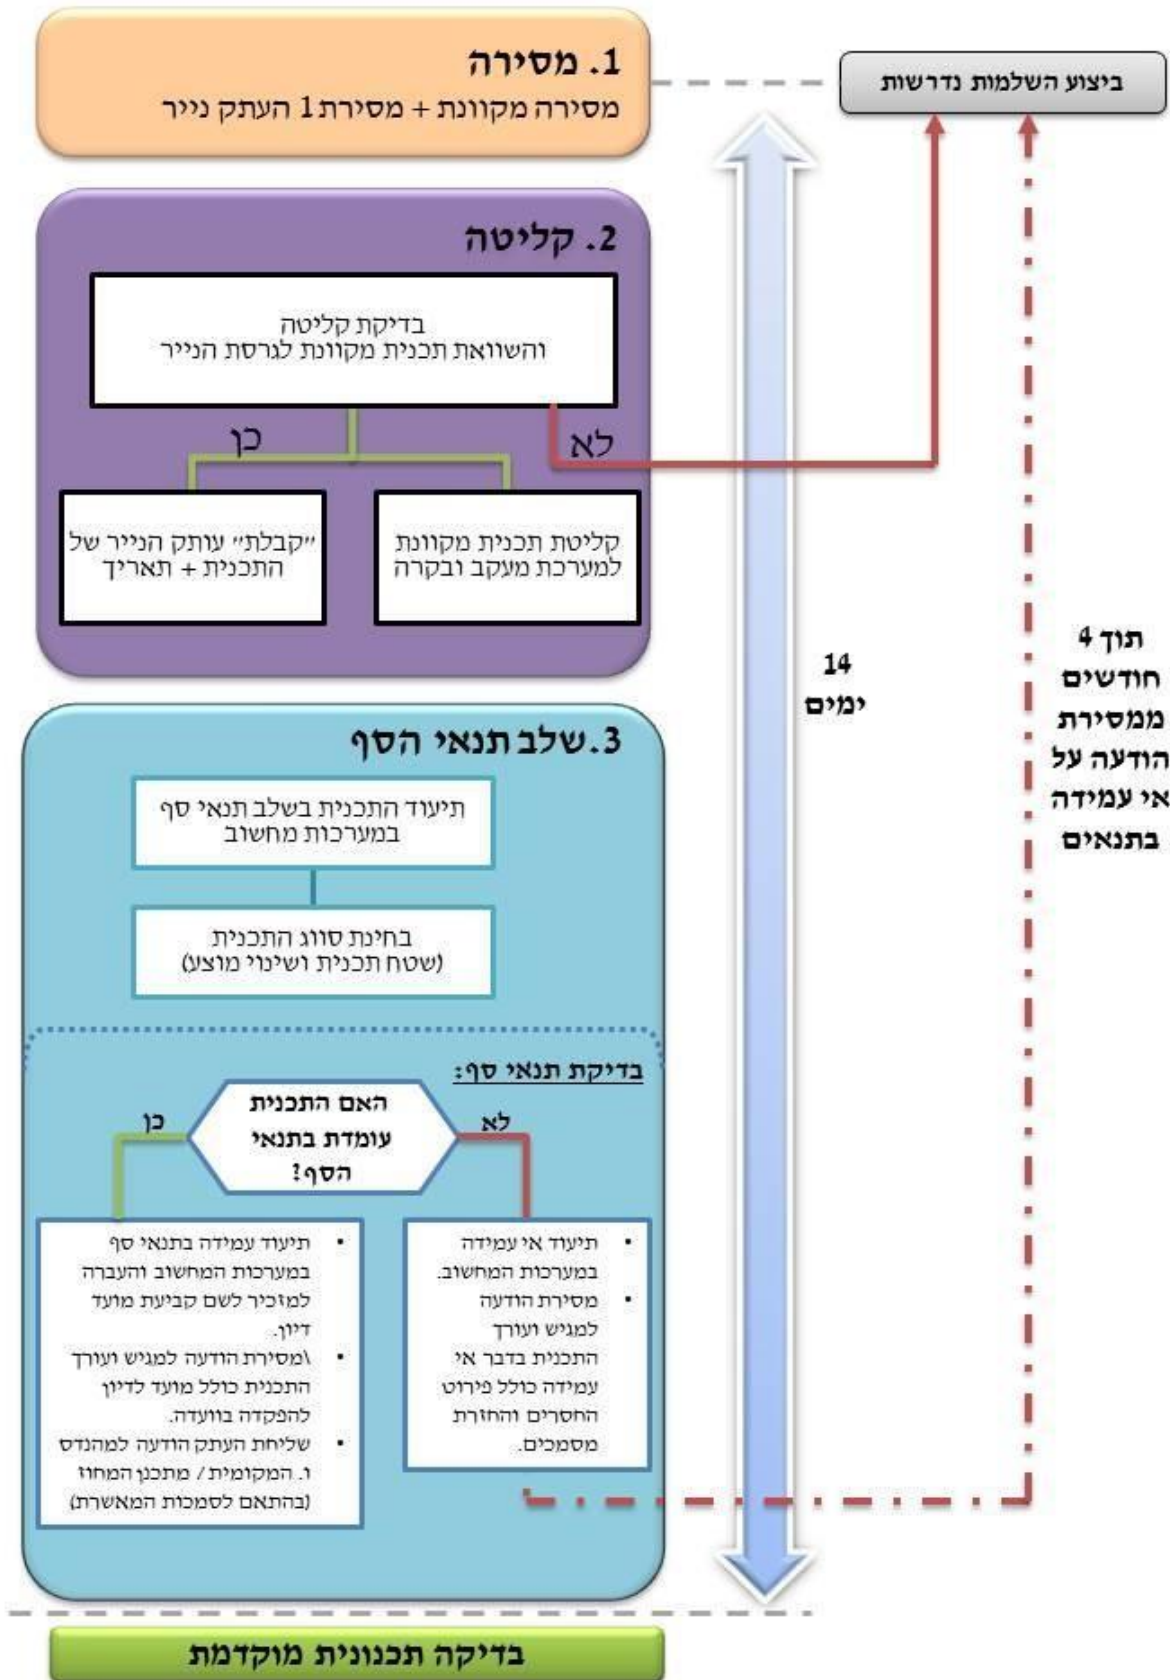 1. מסירה
מסירה מקוונת + מסירת 1 העתק נייר
ביצוע השלמות נדרשות
2. קליטה
בדיקת קליטה
והשוואת תכנית מקוונת לגרסת הנייר
לא
כן
קליטת תכנית מקוונת
למערכת מעקב ובקרה
"קבלת" עותק הנייר של
התכנית + תאריך
14
ימים
תוך 4
חודשים
ממסירת
הודעה על
אי עמידה
בתנאים
3. שלב תנאי הסף
תיעוד התכנית בשלב תנאי סף
במערכות מחשוב
בחינת סווג התכנית
(שטח תכנית ושינוי מוצע)
בדיקת תנאי סף:
האם התכנית
עומדת בתנאי
הסף?
לא
כן
• תיעוד אי עמידה
במערכות המחשוב.
• מסירת הודעה
למגיש ועורך
התכנית בדבר אי
עמידה כולל פירוט
החסרים והחזרת
מסמכים.
• תיעוד עמידה בתנאי סף
במערכות המחשוב והעברה
למזכיר לשם קביעת מועד
דיון.
• \מסירת הודעה למגיש ועורך
התכנית כולל מועד לדיון
להפקדה בוועדה.
• שליחת העתק הודעה למהנדס
ו. המקומית / מתכנן המחוז
(בהתאם לסמכות המאשרת)
בדיקה תכנונית מוקדמת